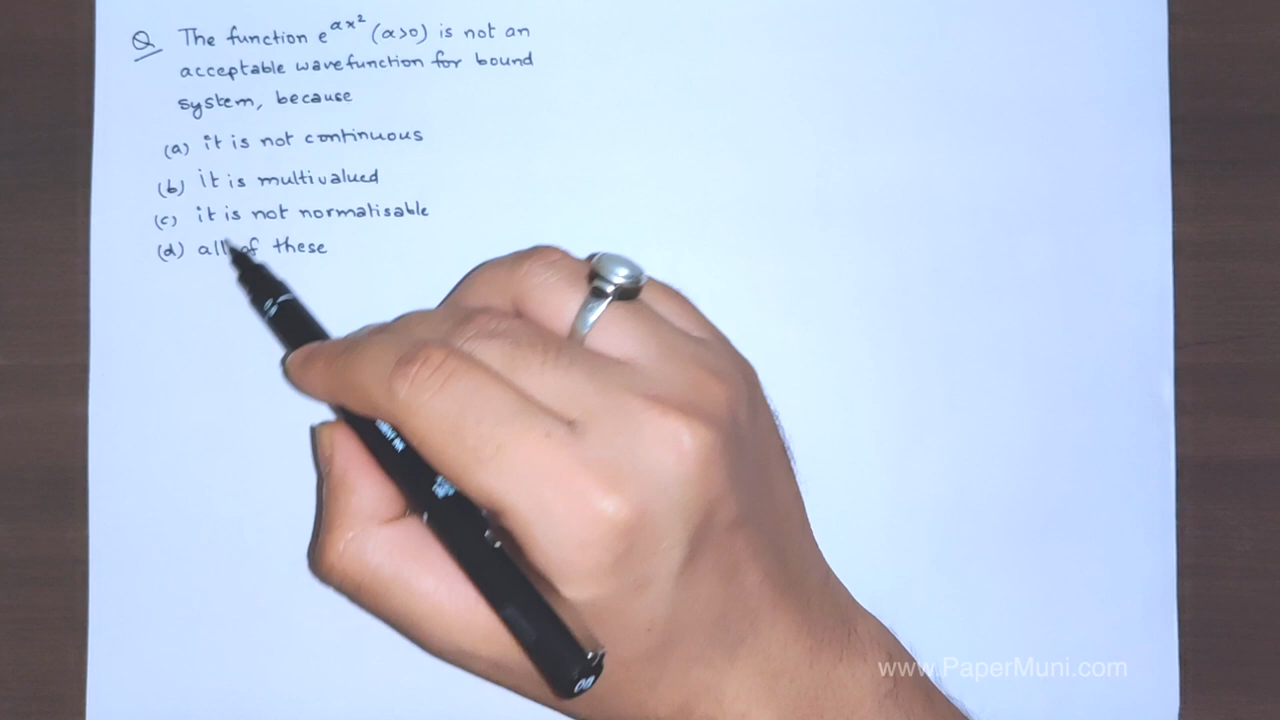 Q The function e^αx² (α>0) is not an
acceptable wavefunction for bound
system, because
(a) it is not continuous
(b) it is multivalued
(c) it is not normalisable
(d) all of these
www.PaperMuni.com